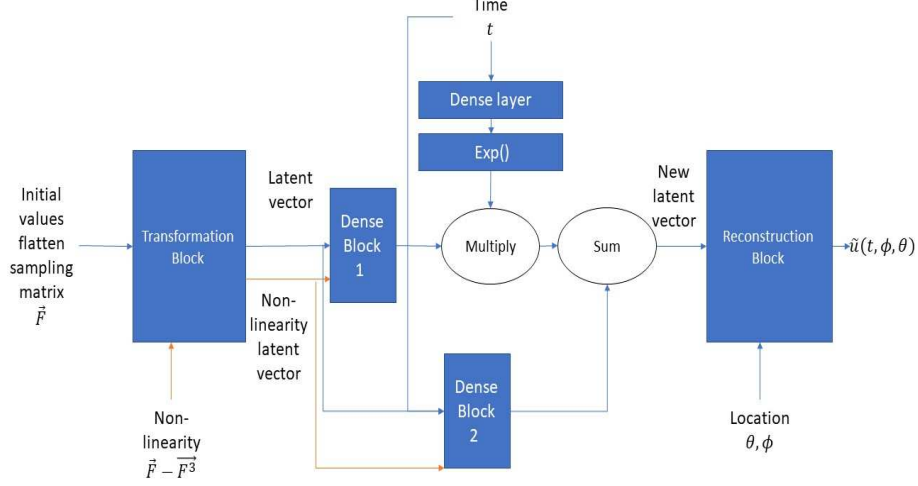 Time
t
Dense layer
Exp()
Initial
values
flatten
sampling
matrix
F⃗
Transformation
Block
Latent
vector
Dense
Block
1
Multiply
Sum
New
latent
vector
Reconstruction
Block
ũ(t, ϕ, θ)
Non-
linearity
latent
vector
Dense
Block
2
Non-
linearity
F⃗ − F³⃗
Location
θ, ϕ